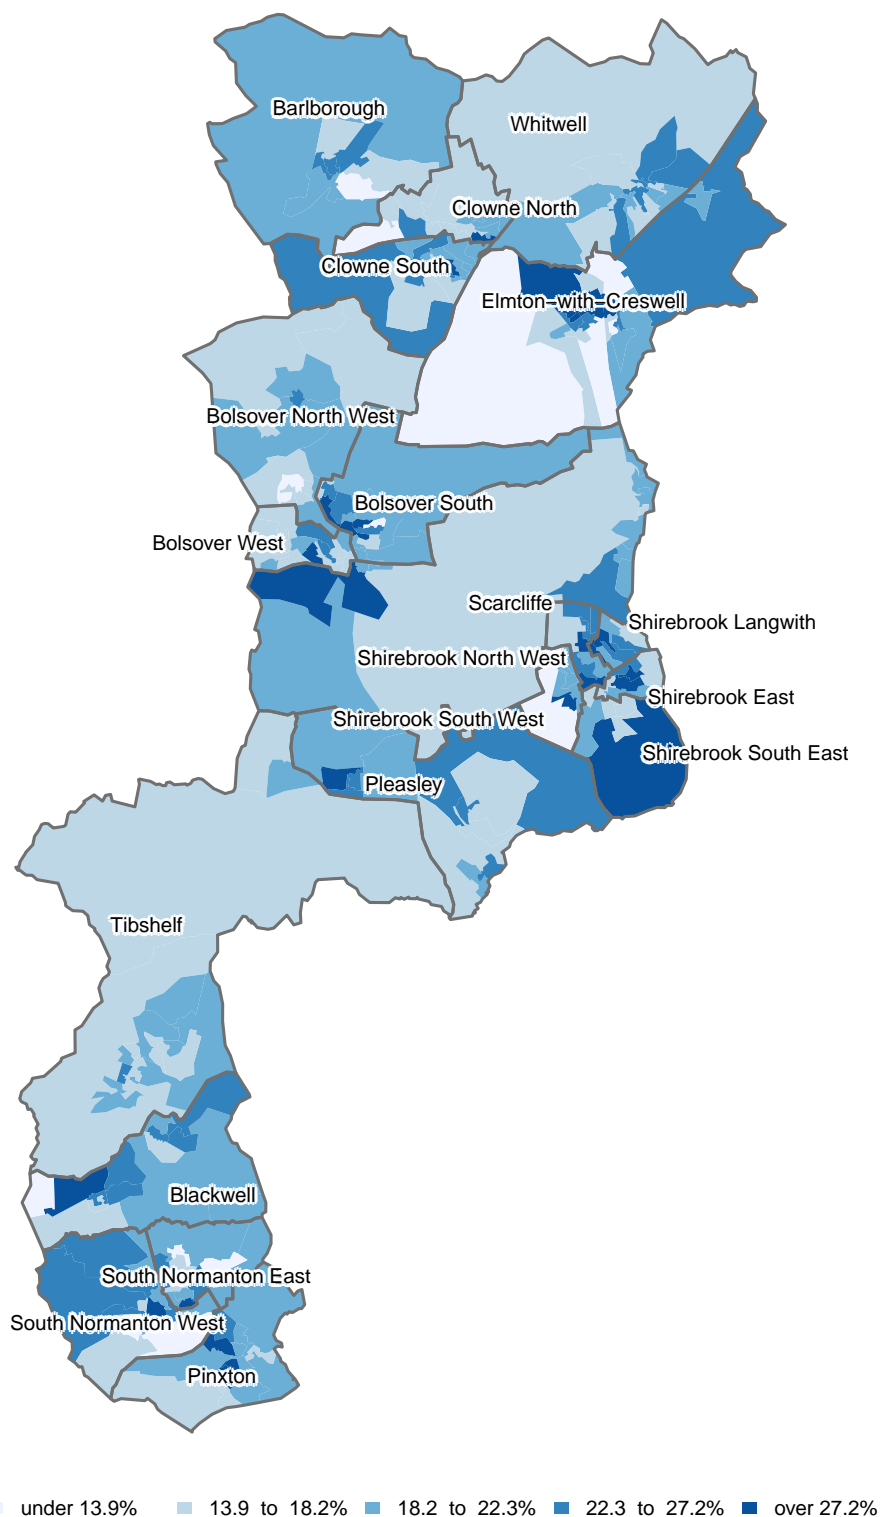 Barlborough
Whitwell
Clowne North
Clowne South
Elmton-with-Creswell
Bolsover North West
Bolsover South
Bolsover West
Scarcliffe
Shirebrook Langwith
Shirebrook North West
Shirebrook East
Shirebrook South West
Shirebrook South East
Pleasley
Tibshelf
Blackwell
South Normanton East
South Normanton West
Pinxton
under 13.9% 13.9 to 18.2% 18.2 to 22.3% 22.3 to 27.2% over 27.2%